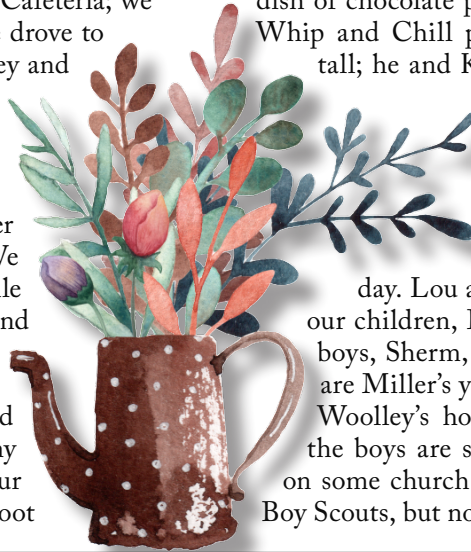 Cafeteria, we
drove to
ey and
er
We
le
nd
d
ny
ur
oot
dish of chocolate p
Whip and Chill p
tall; he and K
day. Lou a
our children,
boys, Sherm,
are Miller's y
Woolley's ho
the boys are s
on some church
Boy Scouts, but no